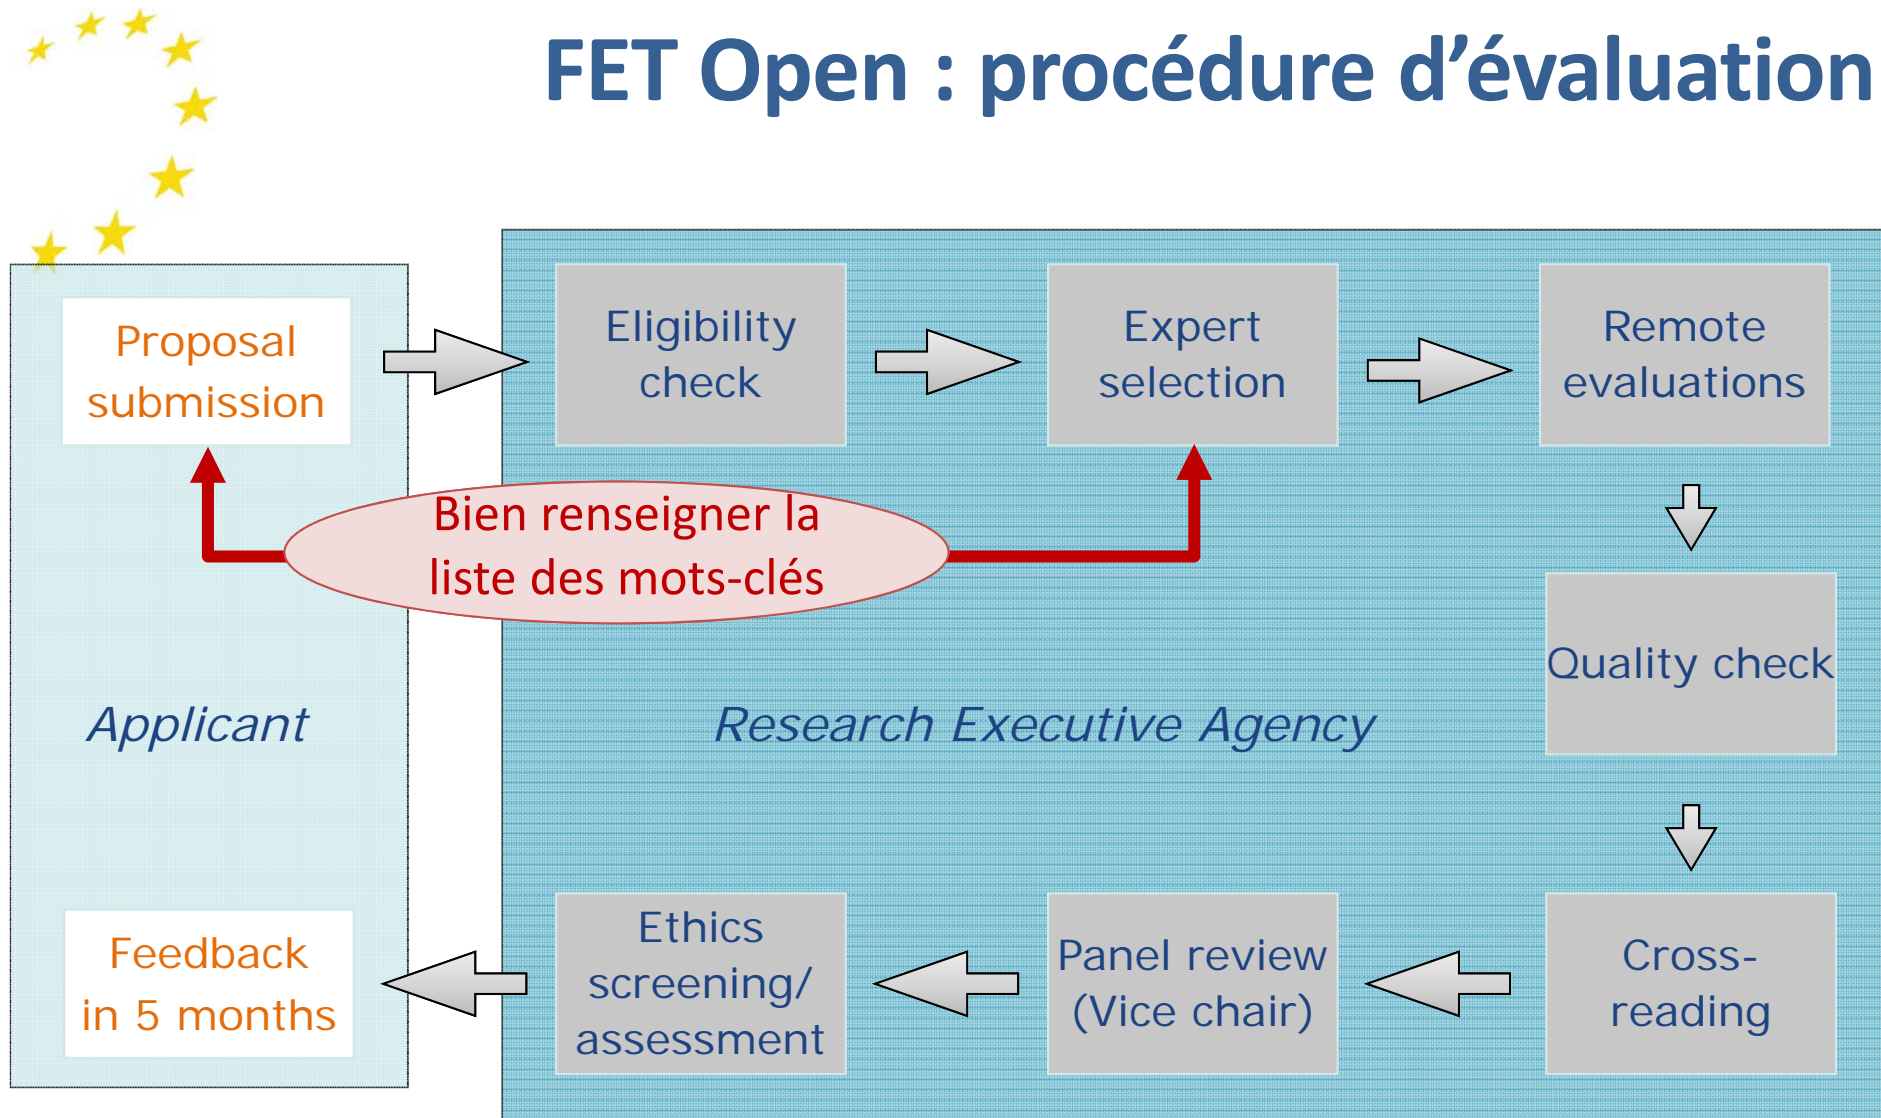 FET Open : procédure d’évaluation
Proposal
submission
Eligibility
check
Expert
selection
Remote
evaluations
Bien renseigner la
liste des mots-clés
Quality check
Applicant
Research Executive Agency
Feedback
in 5 months
Ethics
screening/
assessment
Panel review
(Vice chair)
Cross-
reading